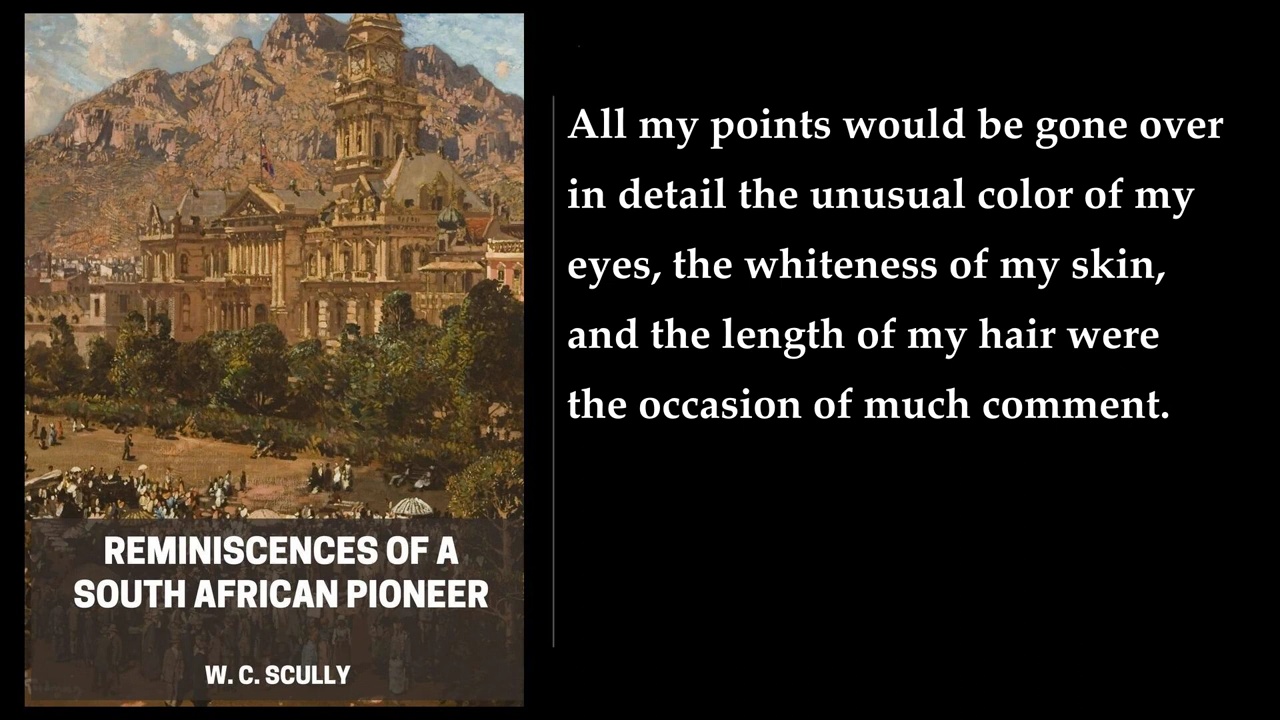 All my points would be gone over
in detail the unusual color of my
eyes, the whiteness of my skin,
and the length of my hair were
the occasion of much comment.
REMINISCENCES OF A
SOUTH AFRICAN PIONEER
W. C. SCULLY